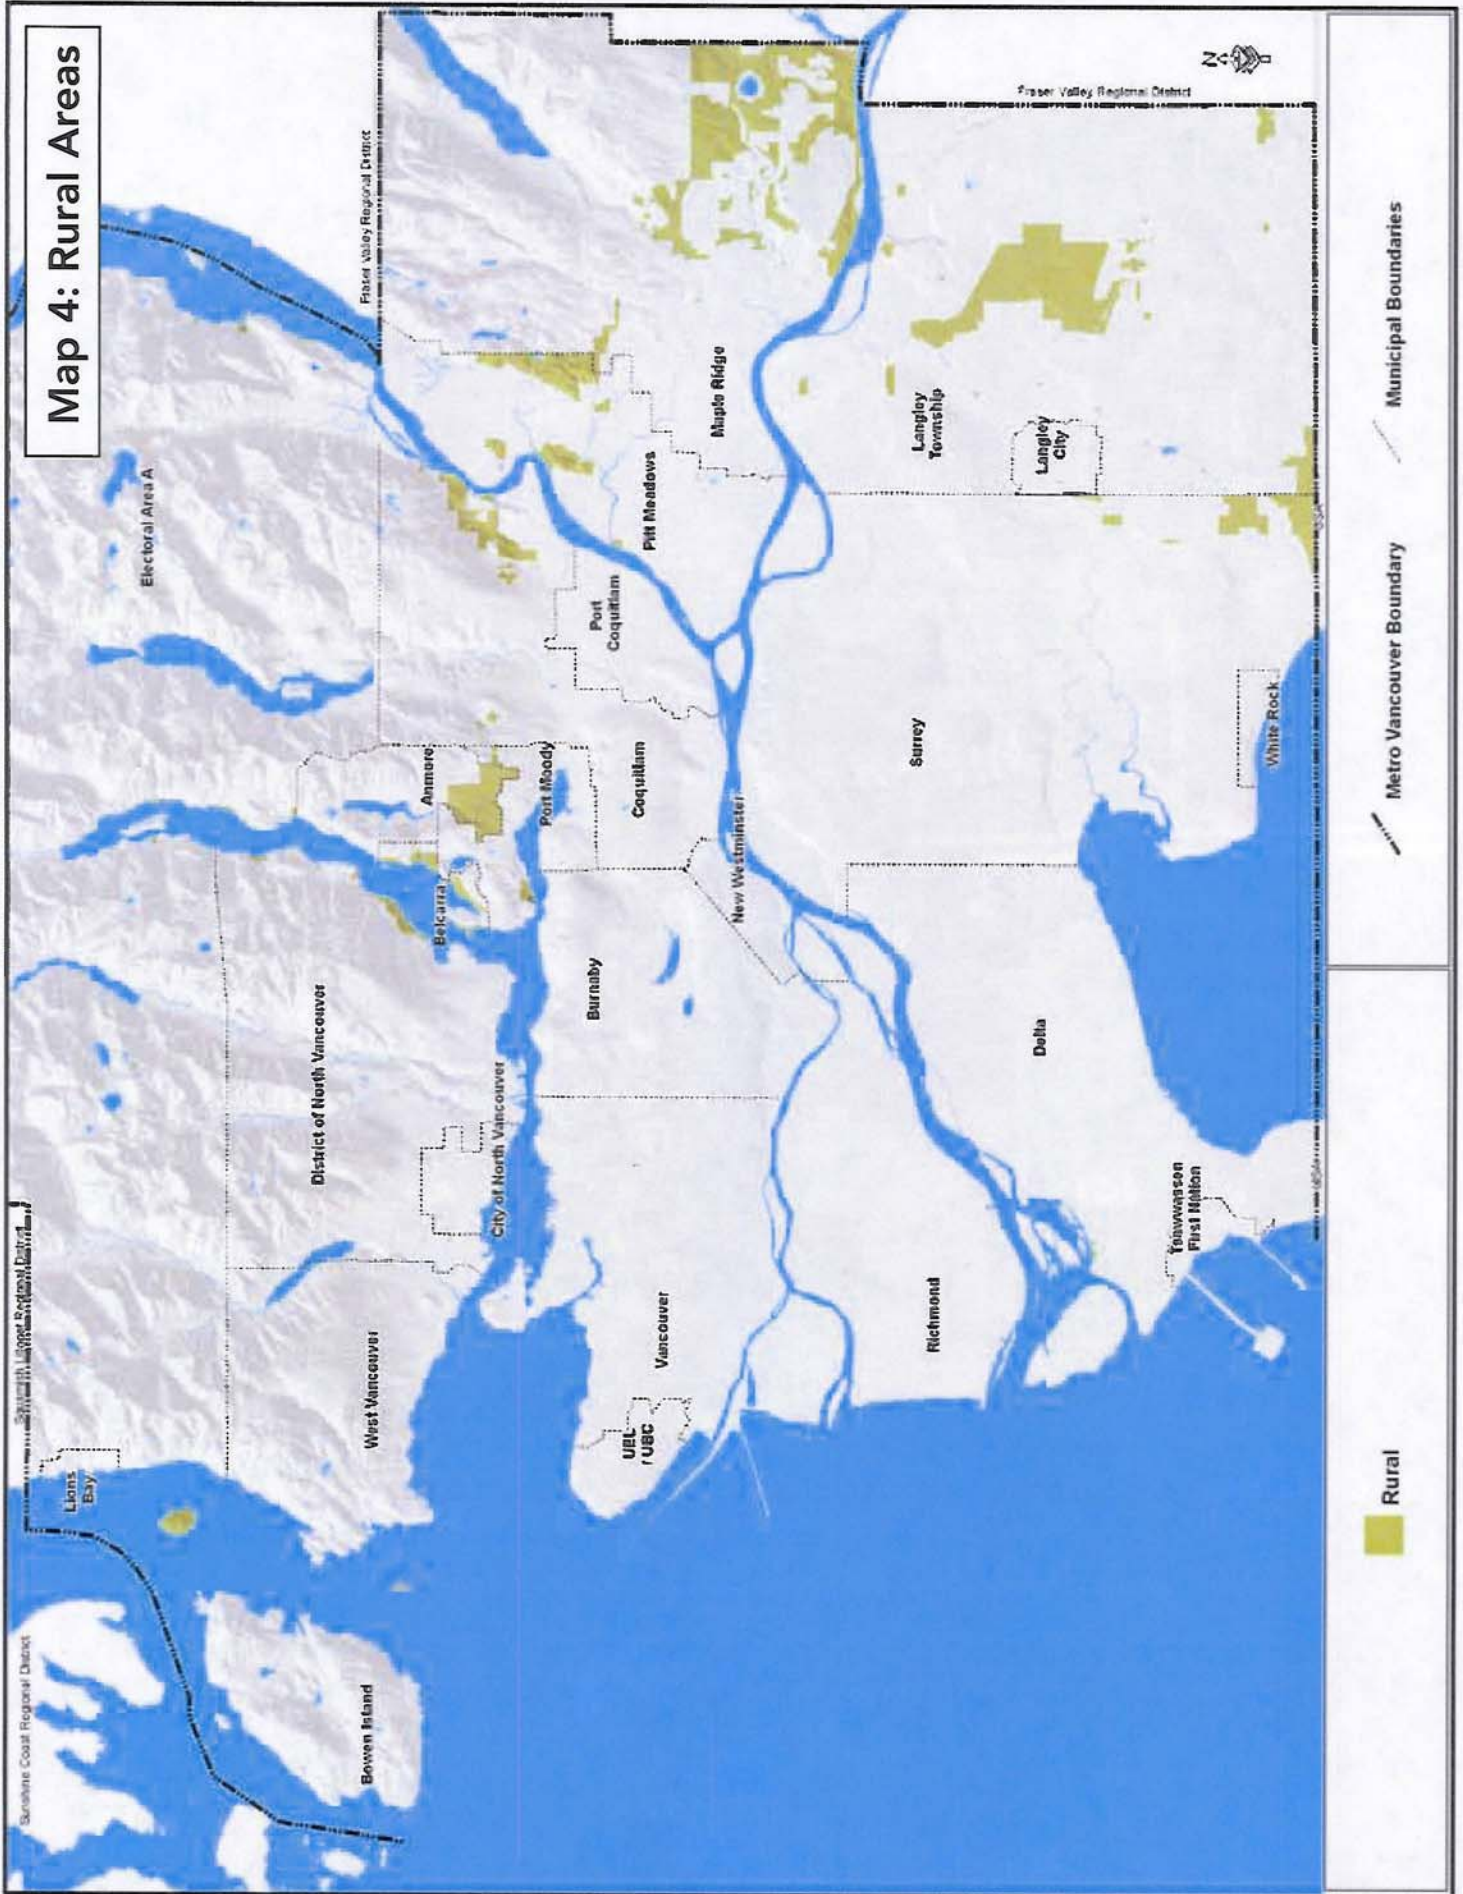 Map 4: Rural Areas
Sunshine Coast Regional District
Squamish Lillooet Regional District
Fraser Valley Regional District
Fraser Valley Regional District
N
Lions
Bay
Electoral Area A
Bowen Island
West Vancouver
District of North Vancouver
City of North Vancouver
Belcarra
Anmore
Port Moody
Coquitlam
Port
Coquitlam
Pitt Meadows
Maple Ridge
UEL
/ UBC
Vancouver
Burnaby
New Westminster
Richmond
Surrey
Langley
Township
Langley
City
Delta
Tsawwassen
First Nation
White Rock
USA
Rural
Metro Vancouver Boundary
Municipal Boundaries